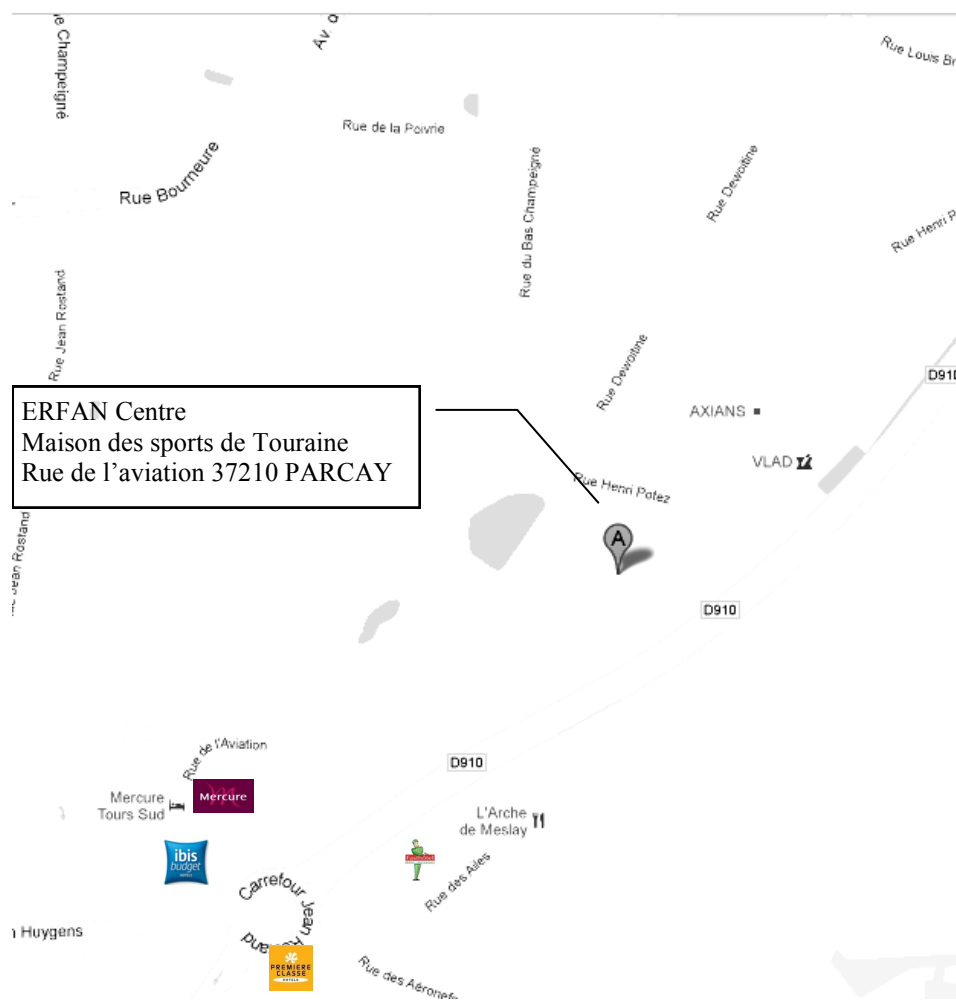 Champeigné
Av.
Rue Louis
Rue de la Poivrie
Rue Bourneure
Rue du Bas Champeigné
Rue Dewoitine
Rue Henri
Rue Jean Rostand
Rue Dewoitine
D910
ERFAN Centre
Maison des sports de Touraine
Rue de l'aviation 37210 PARCAY
AXIANS
VLAD
Rue Henri Potez
A
Jean Rostand
D910
Rue de l'Aviation
D910
Mercure
Tours Sud
Mercure
L'Arche
de Meslay
ibis
budget
HOTELS
Rue des Ailes
Carrefour Jean
Huygens
PREMIERE
CLASSE
HOTELS
Rue des